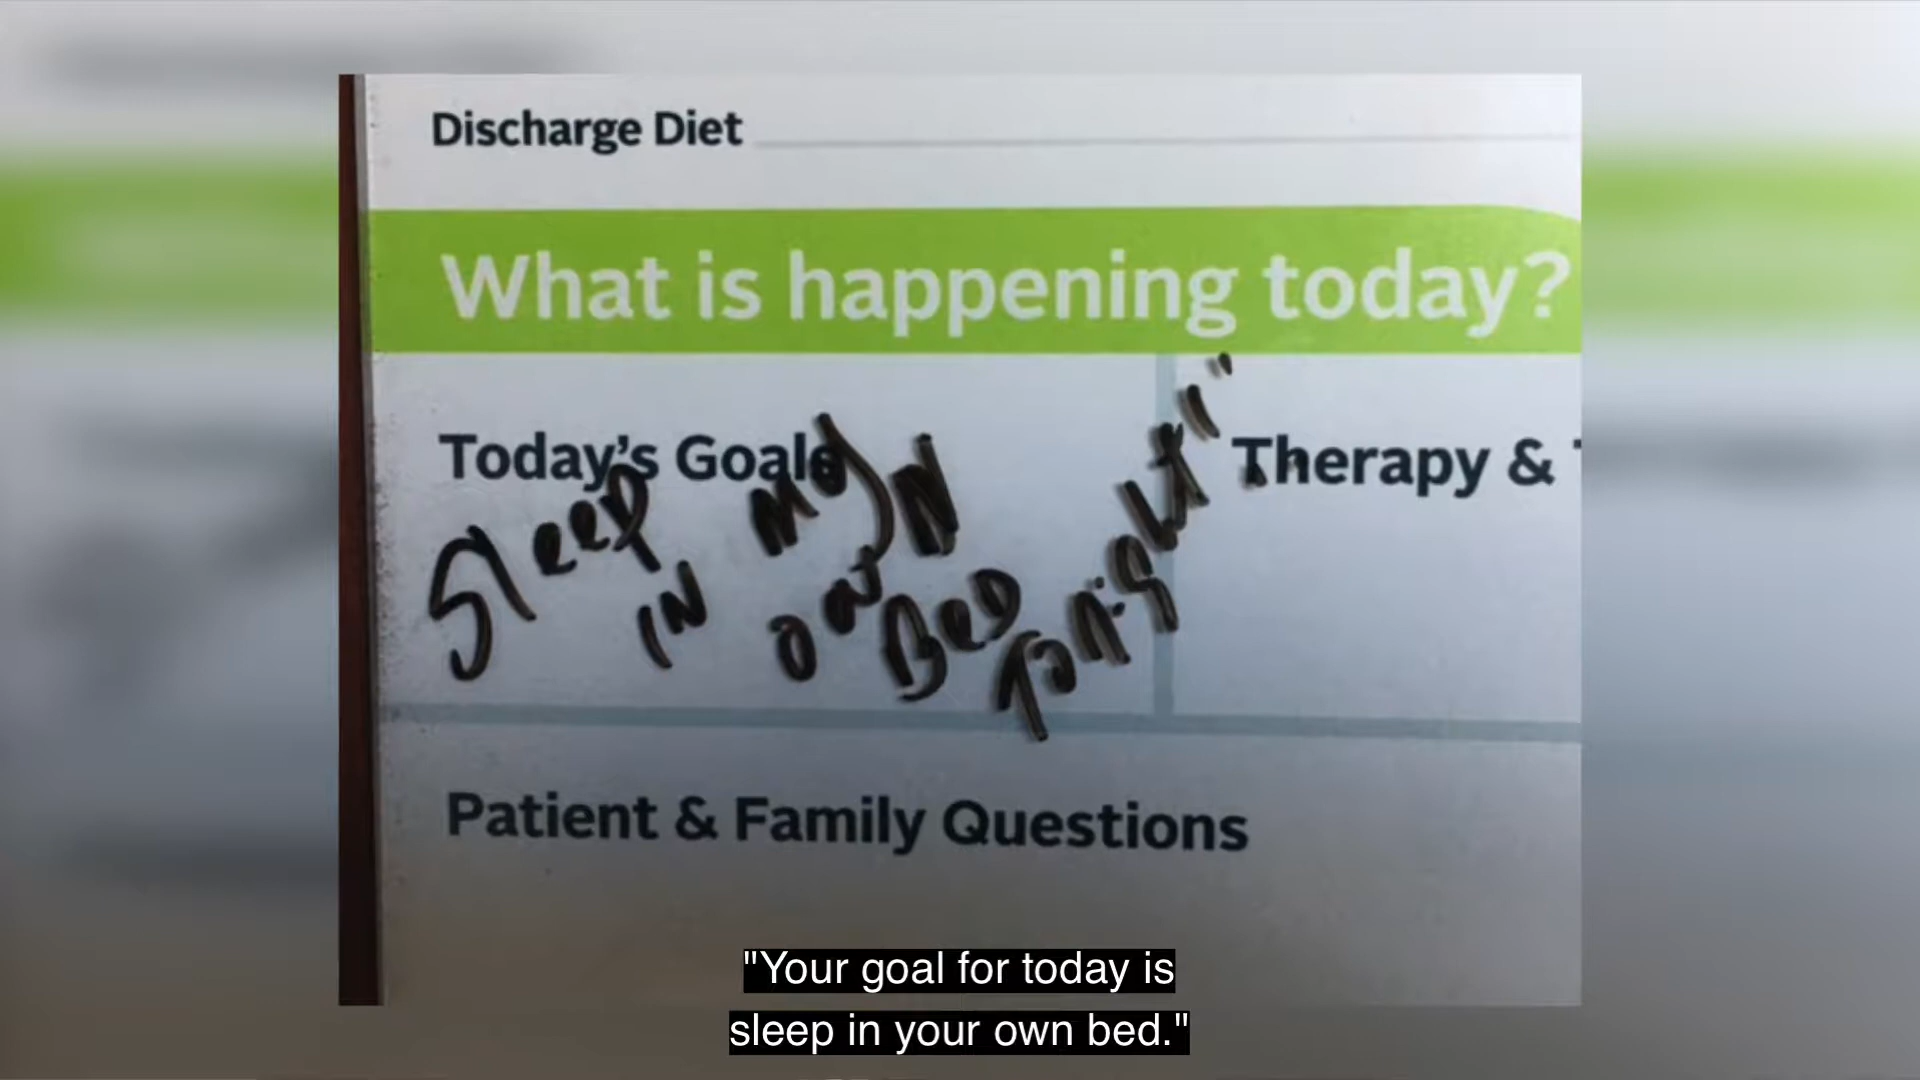 Discharge Diet
What is happening today?
Today's Goals
Therapy &
Sleep IN MY OWN BED TONIGHT"
Patient & Family Questions
"Your goal for today is
sleep in your own bed."